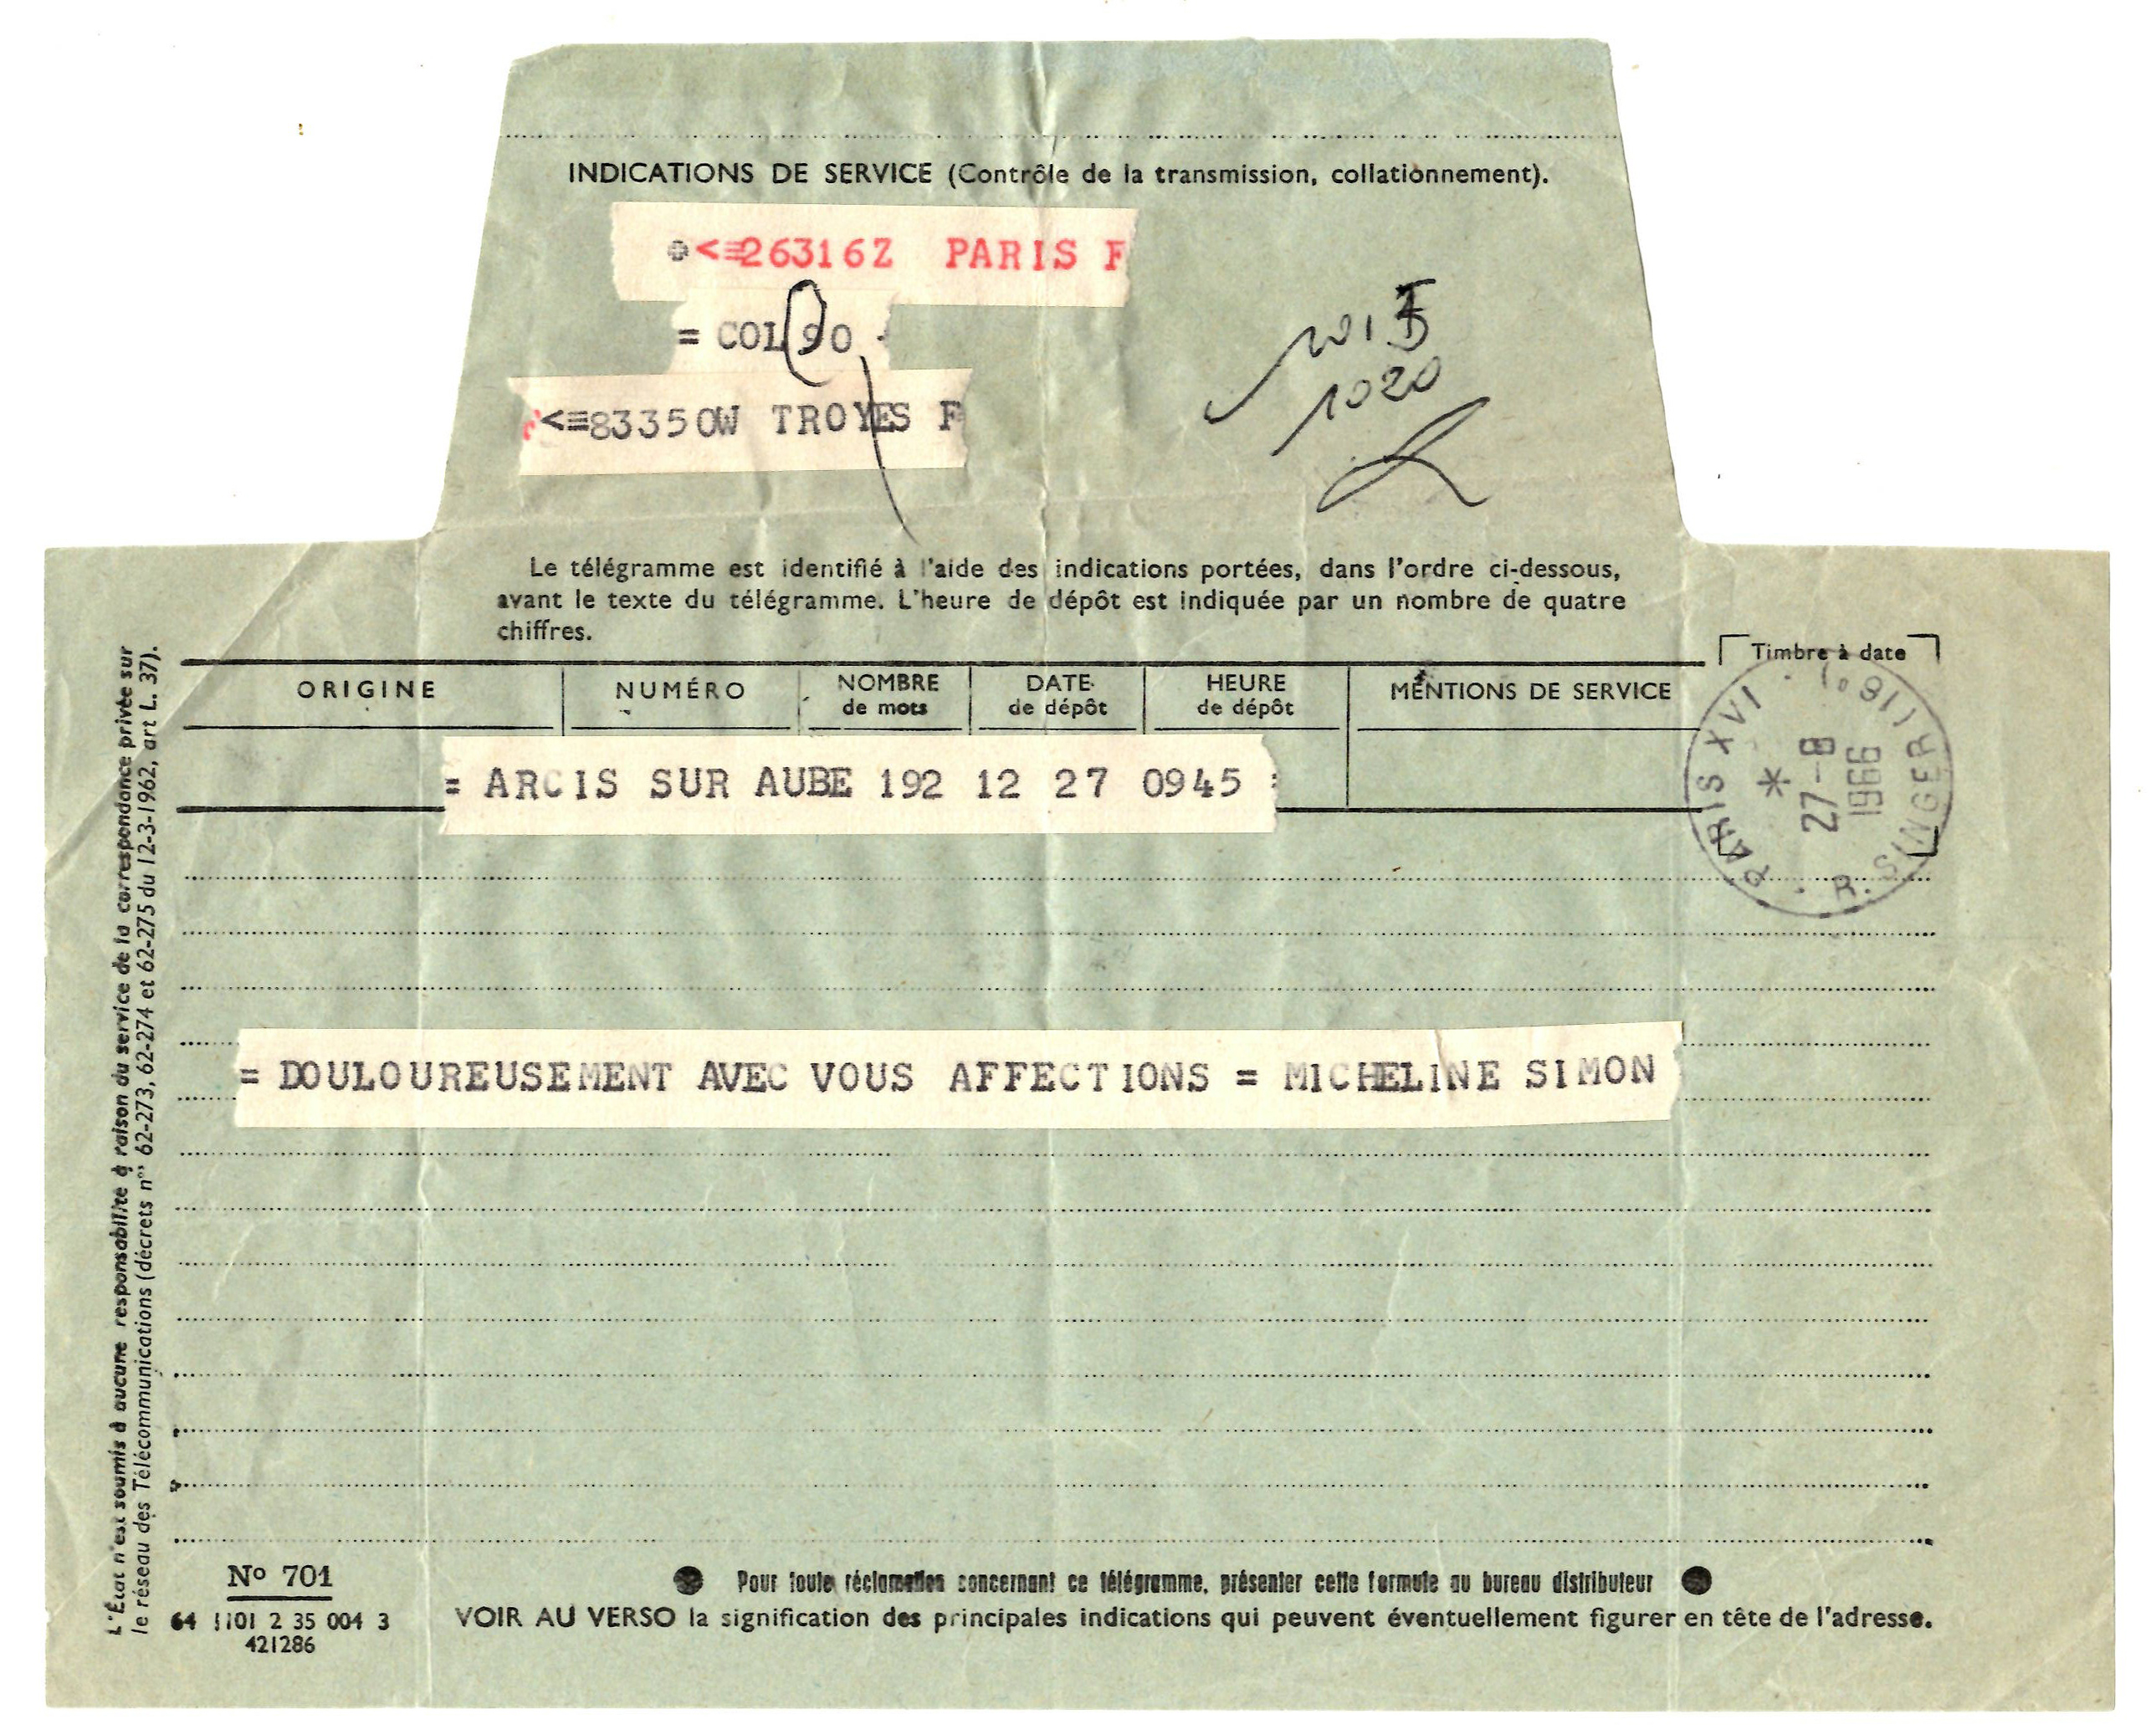 INDICATIONS DE SERVICE (Contrôle de la transmission, collationnement).
<≡26316Z PARIS F
= COL 90
<≡83350W TROYES F
1020
Le télégramme est identifié à l'aide des indications portées, dans l'ordre ci-dessous,
avant le texte du télégramme. L'heure de dépôt est indiquée par un nombre de quatre
chiffres.
Timbre à date
ORIGINE NUMÉRO NOMBRE de mots DATE de dépôt HEURE de dépôt MENTIONS DE SERVICE
= ARCIS SUR AUBE 192 12 27 0945 =
PARIS XVI R. SINGER (16°)
27-8
1966
= DOULOUREUSEMENT AVEC VOUS AFFECTIONS = MICHELINE SIMON
L'État n'est soumis à aucune responsabilité à raison du service de la correspondance privée sur
le réseau des Télécommunications (décrets nos 62-273, 62-274 et 62-275 du 12-3-1962, art L. 37).
No 701
64 1101 2 35 004 3
421286
Pour toute réclamation concernant ce télégramme, présenter cette formule au bureau distributeur
VOIR AU VERSO la signification des principales indications qui peuvent éventuellement figurer en tête de l'adresse.